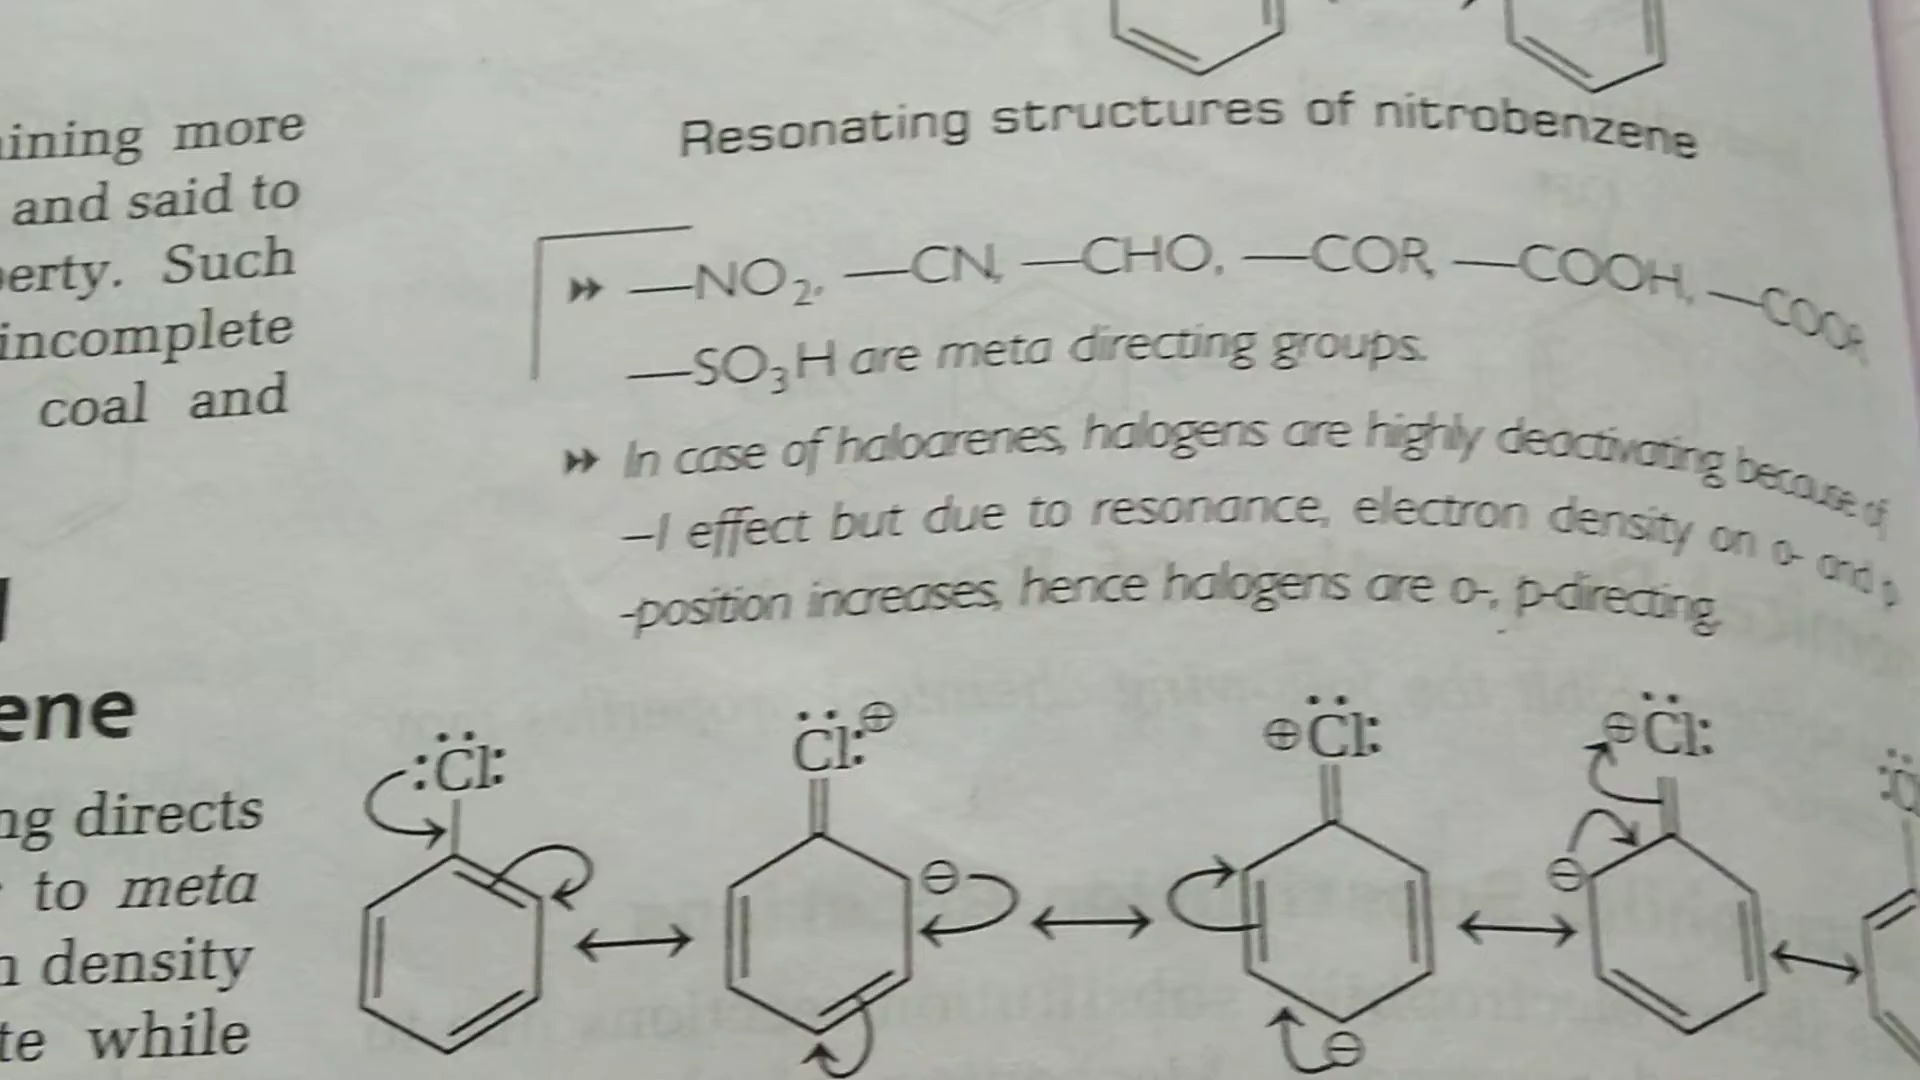 ining more
and said to
erty. Such
incomplete
coal and
ene
ng directs
to meta
density
te while
Resonating structures of nitrobenzene
—NO₂, —CN, —CHO, —COR, —COOH, —COOR
—SO₃H are meta directing groups.
In case of haloarenes, halogens are highly deactivating because of
–I effect but due to resonance, electron density on o- and p
-position increases, hence halogens are o-, p-directing.
:Cl: Cl:⊕ ⊕Cl: ⊕Cl:
⊖ ⊖
⊖